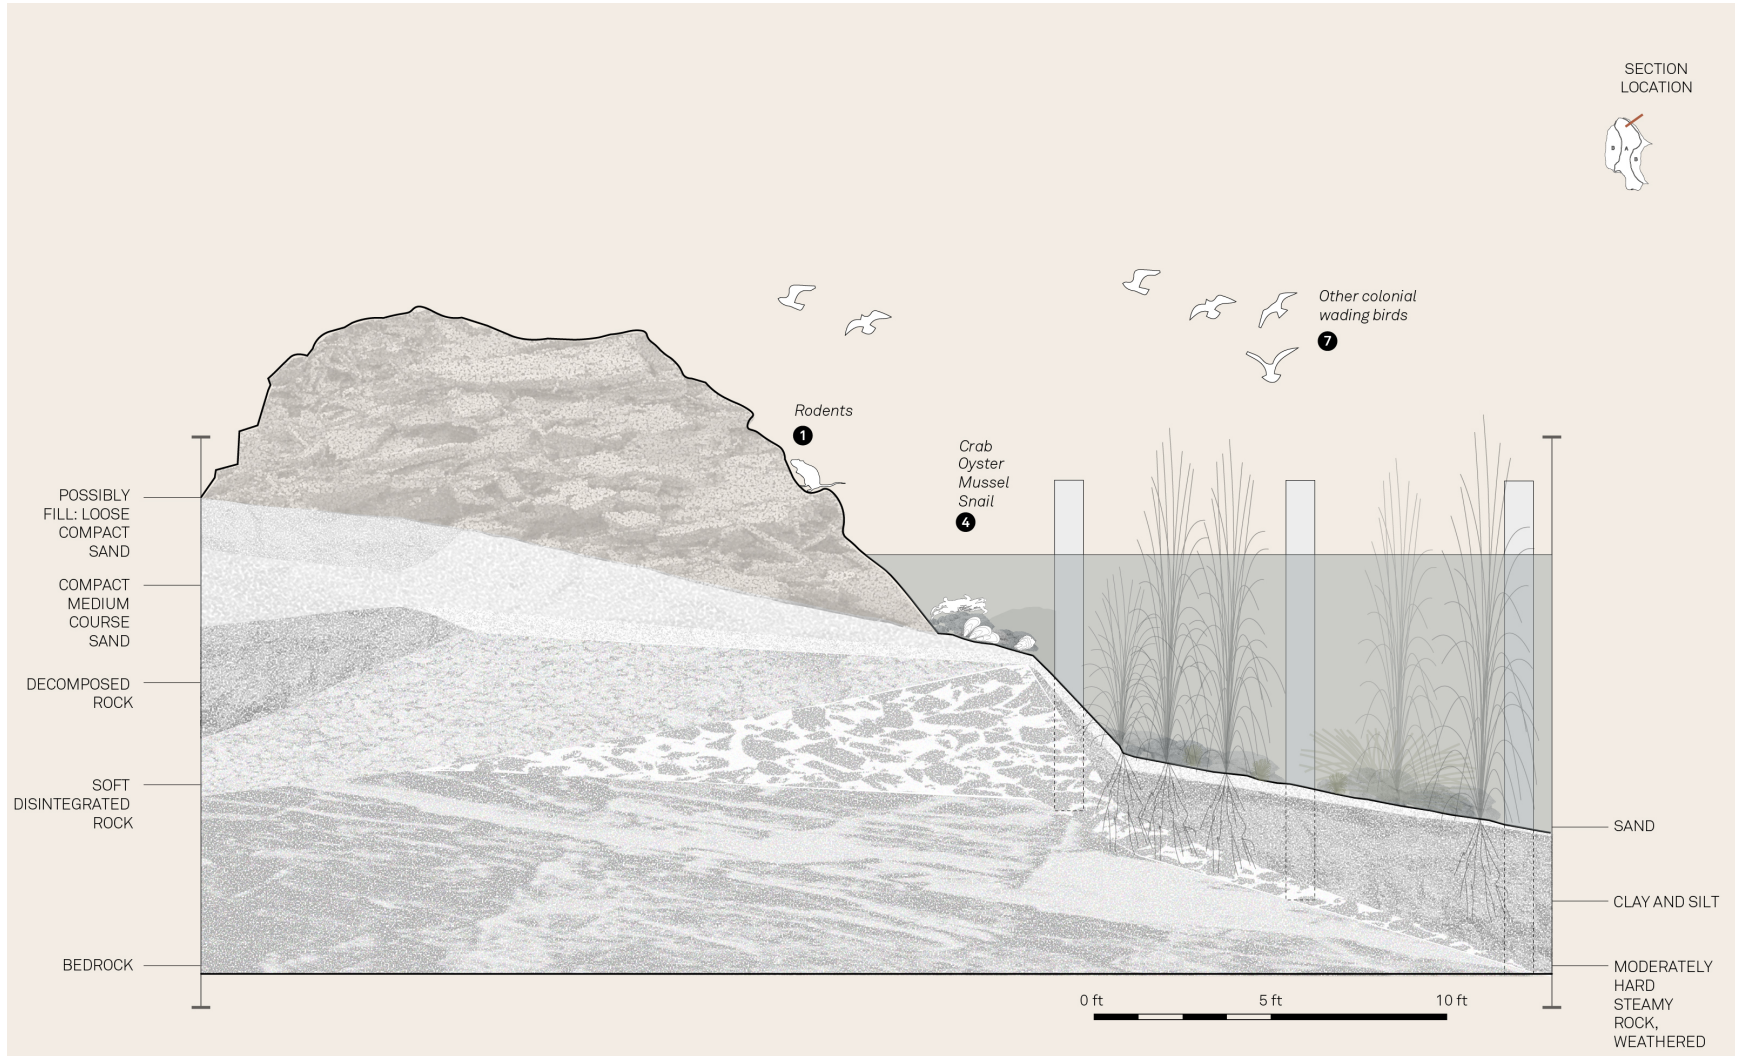 SECTION
LOCATION
D
A
B
Other colonial
wading birds
7
Rodents
1
Crab
Oyster
Mussel
Snail
4
POSSIBLY
FILL: LOOSE
COMPACT
SAND
COMPACT
MEDIUM
COURSE
SAND
DECOMPOSED
ROCK
SOFT
DISINTEGRATED
ROCK
BEDROCK
SAND
CLAY AND SILT
MODERATELY
HARD
STEAMY
ROCK,
WEATHERED
0 ft
5 ft
10 ft